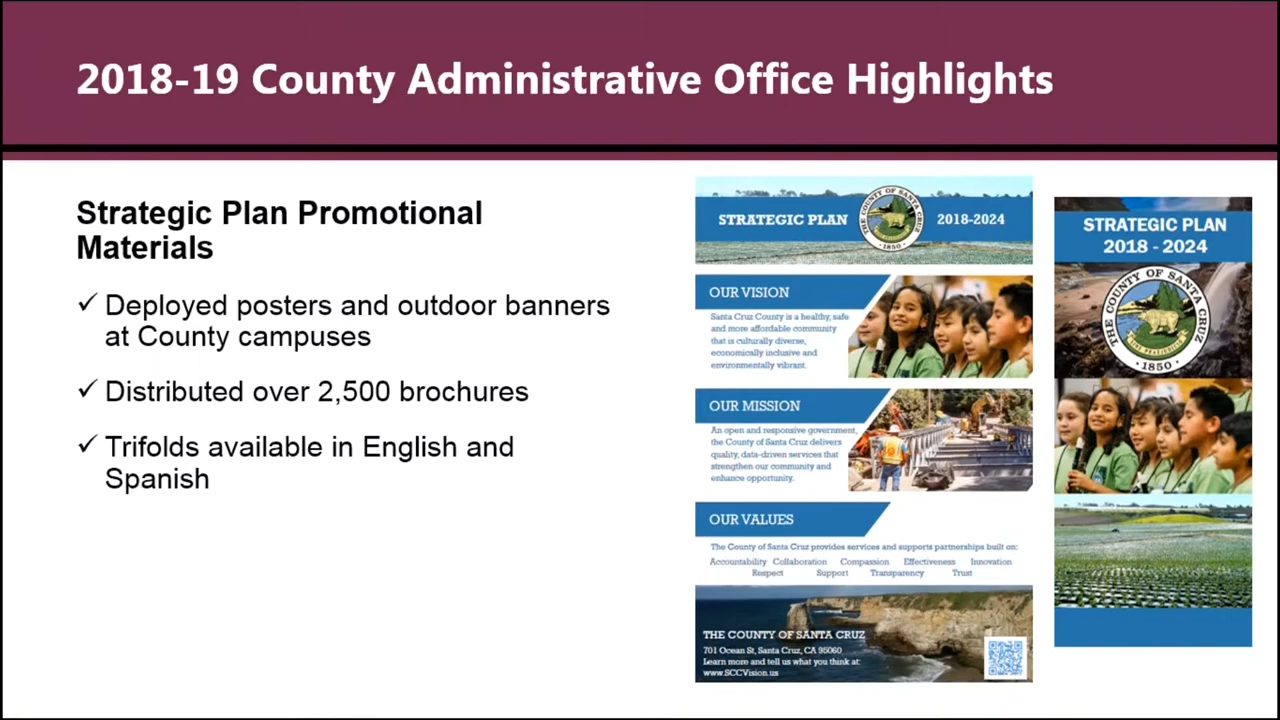 2018-19 County Administrative Office Highlights
Strategic Plan Promotional
Materials
✓ Deployed posters and outdoor banners
at County campuses
✓ Distributed over 2,500 brochures
✓ Trifolds available in English and
Spanish
STRATEGIC PLAN 2018-2024
THE COUNTY OF SANTA CRUZ
1850
OUR VISION
Santa Cruz County is a healthy, safe
and more affordable community
that is culturally diverse,
economically inclusive and
environmentally vibrant.
OUR MISSION
An open and responsive government,
the County of Santa Cruz delivers
quality, data-driven services that
strengthen our community and
enhance opportunity.
OUR VALUES
The County of Santa Cruz provides services and supports partnerships built on:
Accountability Collaboration Compassion Effectiveness Innovation
Respect Support Transparency Trust
THE COUNTY OF SANTA CRUZ
701 Ocean St, Santa Cruz, CA 95060
Learn more and tell us what you think at:
www.SCCVision.us
STRATEGIC PLAN
2018 - 2024
THE COUNTY OF SANTA CRUZ
1850